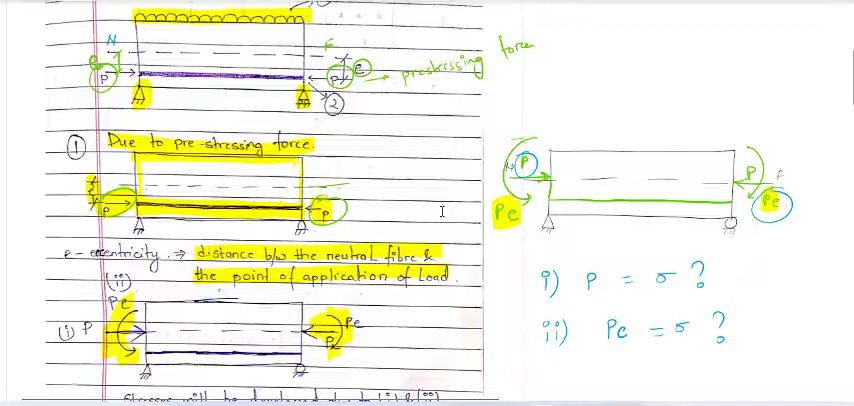 N F
e P P e → prestressing force
2
1 Due to pre-stressing force.
e P P
e - eccentricity. → distance b/w the neutral fibre &
the point of application of Load.
(ii)
Pe Pe
(i) P P
P P F
Pe Pe
i) P = σ ?
ii) Pe = σ ?